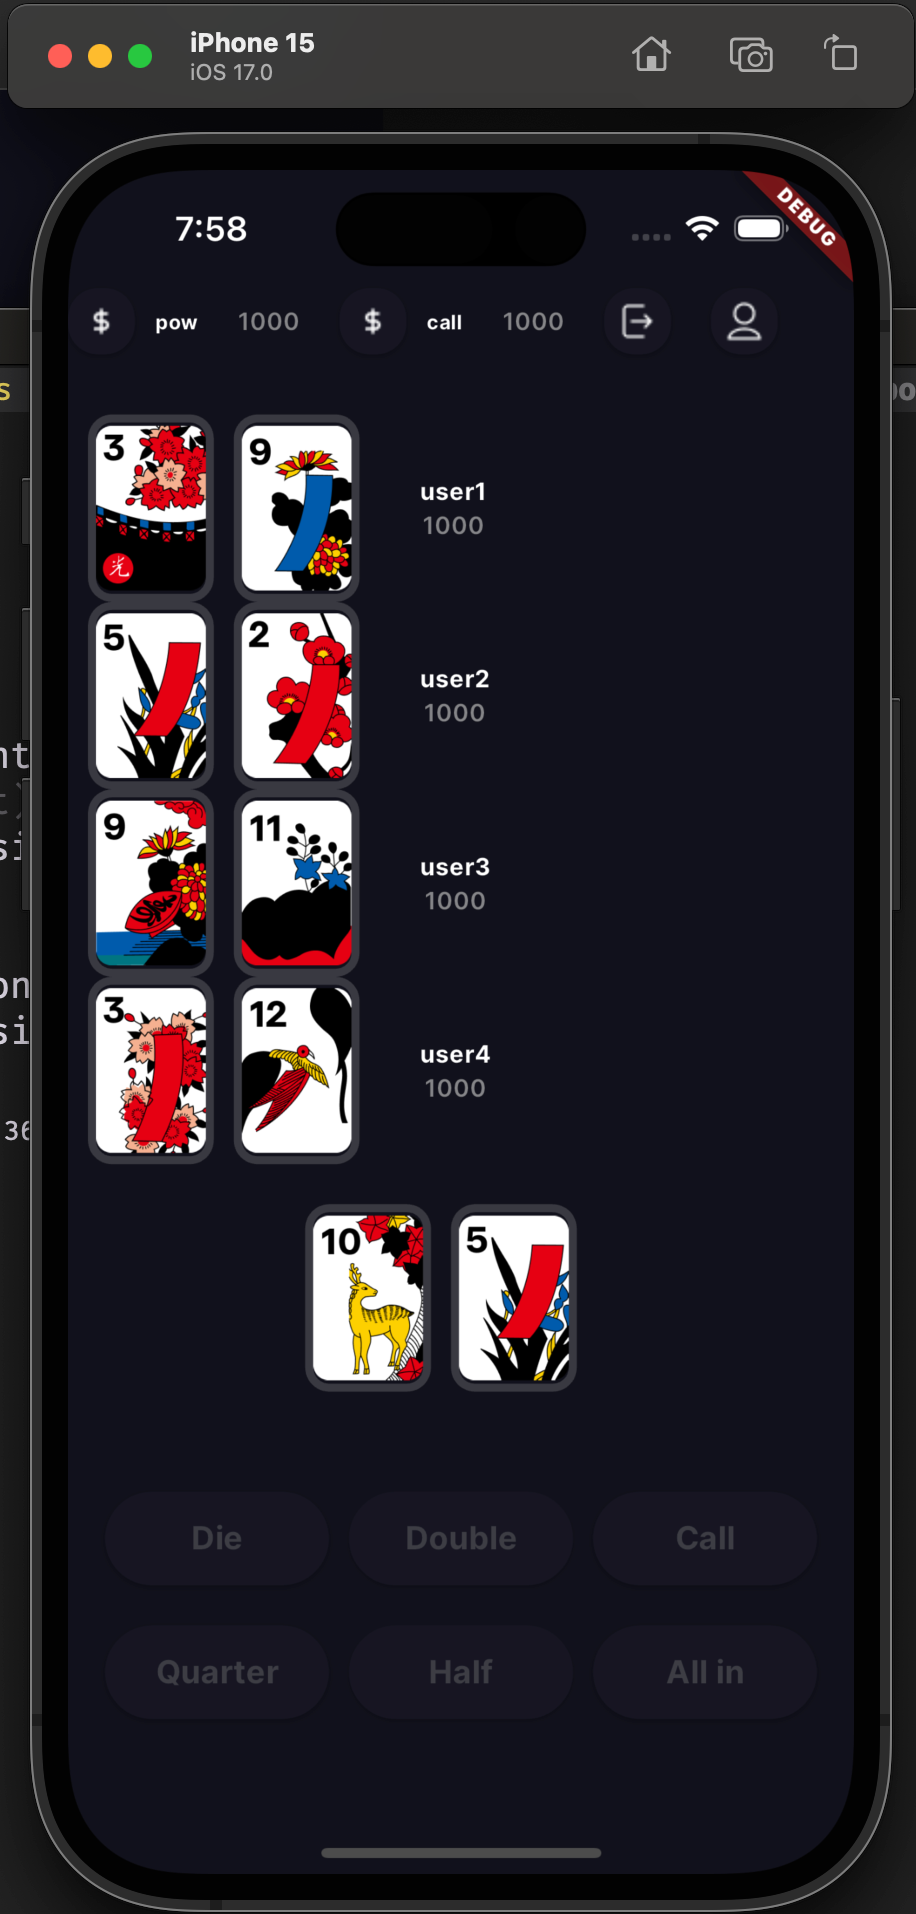 iPhone 15
iOS 17.0
7:58
DEBUG
$ pow 1000 $ call 1000
3 9
光
user1
1000
5 2
user2
1000
9 11
user3
1000
3 12
user4
1000
10 5
Die Double Call
Quarter Half All in